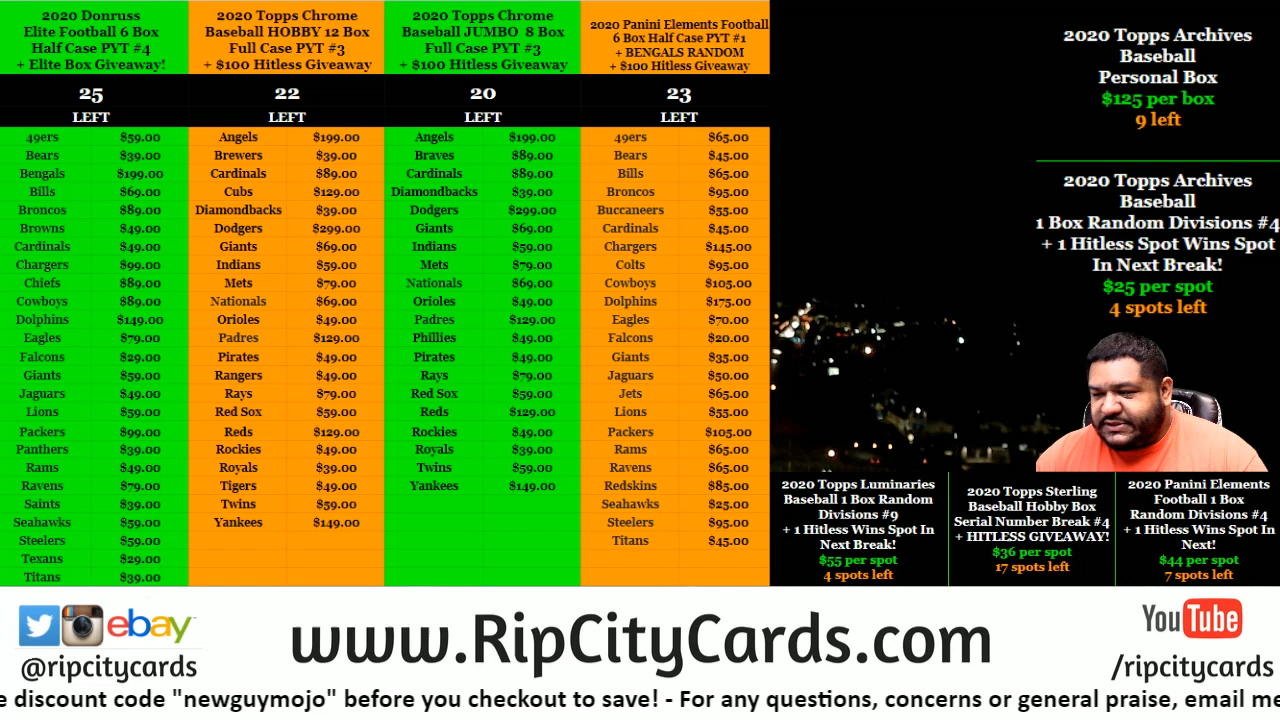 2020 Donruss
Elite Football 6 Box
Half Case PYT #4
+ Elite Box Giveaway!
25
LEFT
49ers $59.00
Bears $39.00
Bengals $199.00
Bills $69.00
Broncos $89.00
Browns $49.00
Cardinals $49.00
Chargers $99.00
Chiefs $89.00
Cowboys $89.00
Dolphins $149.00
Eagles $79.00
Falcons $29.00
Giants $59.00
Jaguars $49.00
Lions $59.00
Packers $99.00
Panthers $39.00
Rams $49.00
Ravens $79.00
Saints $39.00
Seahawks $59.00
Steelers $59.00
Texans $29.00
Titans $39.00
2020 Topps Chrome
Baseball HOBBY 12 Box
Full Case PYT #3
+ $100 Hitless Giveaway
22
LEFT
Angels $199.00
Brewers $39.00
Cardinals $89.00
Cubs $129.00
Diamondbacks $39.00
Dodgers $299.00
Giants $69.00
Indians $59.00
Mets $79.00
Nationals $69.00
Orioles $49.00
Padres $129.00
Pirates $49.00
Rangers $49.00
Rays $79.00
Red Sox $59.00
Reds $129.00
Rockies $49.00
Royals $39.00
Tigers $49.00
Twins $59.00
Yankees $149.00
2020 Topps Chrome
Baseball JUMBO 8 Box
Full Case PYT #3
+ $100 Hitless Giveaway
20
LEFT
Angels $199.00
Braves $89.00
Cardinals $89.00
Diamondbacks $39.00
Dodgers $299.00
Giants $69.00
Indians $59.00
Mets $79.00
Nationals $69.00
Orioles $49.00
Padres $129.00
Phillies $49.00
Pirates $49.00
Rays $79.00
Red Sox $59.00
Reds $129.00
Rockies $49.00
Royals $39.00
Twins $59.00
Yankees $149.00
2020 Panini Elements Football
6 Box Half Case PYT #1
+ BENGALS RANDOM
+ $100 Hitless Giveaway
23
LEFT
49ers $65.00
Bears $45.00
Bills $65.00
Broncos $95.00
Buccaneers $55.00
Cardinals $45.00
Chargers $145.00
Colts $95.00
Cowboys $105.00
Dolphins $175.00
Eagles $70.00
Falcons $20.00
Giants $35.00
Jaguars $50.00
Jets $65.00
Lions $55.00
Packers $105.00
Rams $65.00
Ravens $65.00
Redskins $85.00
Seahawks $25.00
Steelers $95.00
Titans $45.00
2020 Topps Archives
Baseball
Personal Box
$125 per box
9 left
2020 Topps Archives
Baseball
1 Box Random Divisions #4
+ 1 Hitless Spot Wins Spot
In Next Break!
$25 per spot
4 spots left
2020 Topps Luminaries
Baseball 1 Box Random
Divisions #9
+ 1 Hitless Wins Spot In
Next Break!
$55 per spot
4 spots left
2020 Topps Sterling
Baseball Hobby Box
Serial Number Break #4
+ HITLESS GIVEAWAY!
$36 per spot
17 spots left
2020 Panini Elements
Football 1 Box
Random Divisions #4
+ 1 Hitless Wins Spot In
Next!
$44 per spot
7 spots left
ebay
@ripcitycards
www.RipCityCards.com
YouTube
/ripcitycards
e discount code "newguymojo" before you checkout to save! - For any questions, concerns or general praise, email me